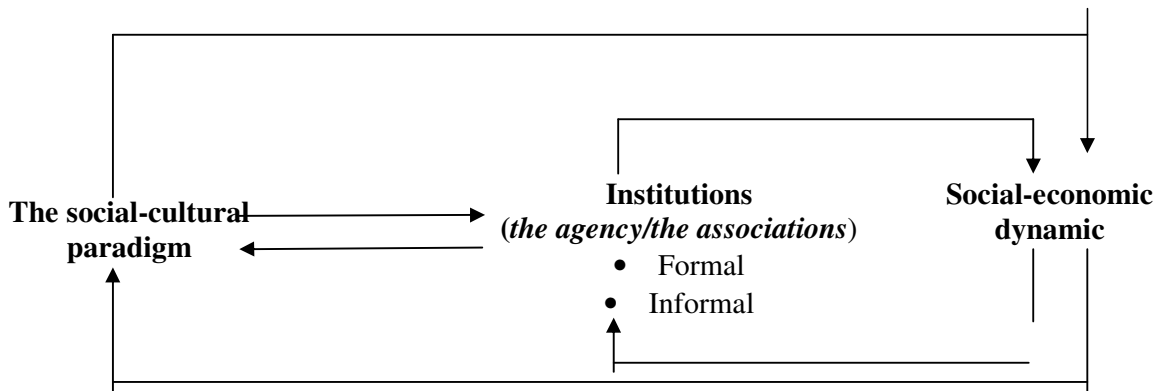 The social-cultural
paradigm
Institutions
(the agency/the associations)
• Formal
• Informal
Social-economic
dynamic